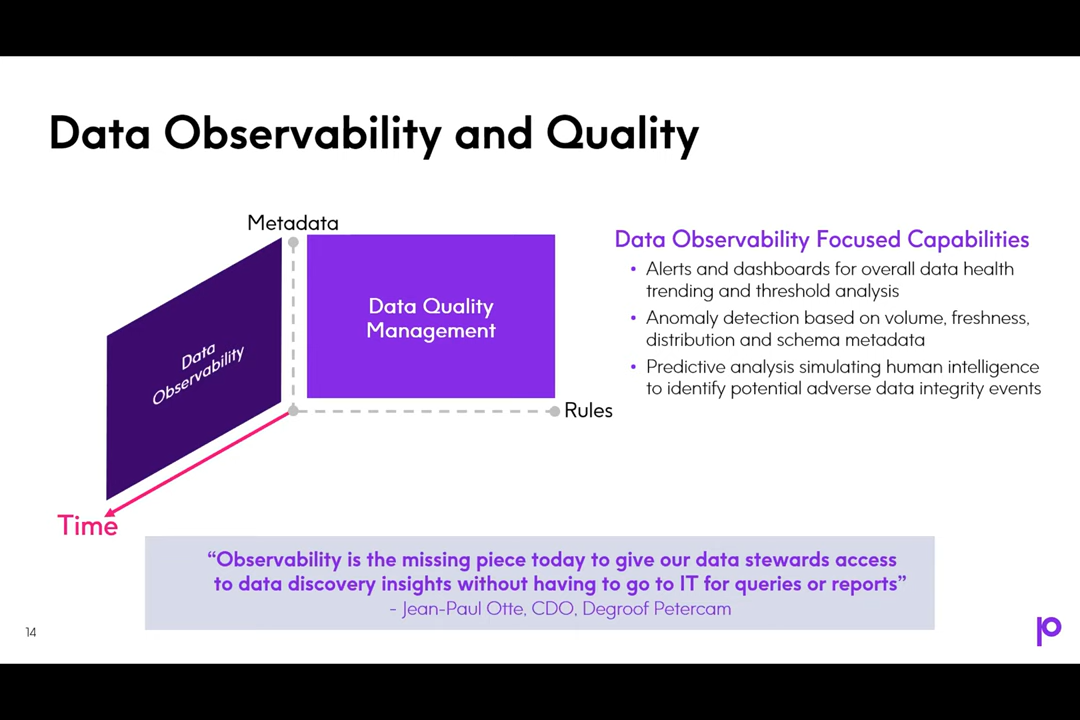 Data Observability and Quality
Metadata
Data Quality
Management
Data
Observability
Rules
Time
Data Observability Focused Capabilities
• Alerts and dashboards for overall data health
trending and threshold analysis
• Anomaly detection based on volume, freshness,
distribution and schema metadata
• Predictive analysis simulating human intelligence
to identify potential adverse data integrity events
“Observability is the missing piece today to give our data stewards access
to data discovery insights without having to go to IT for queries or reports”
- Jean-Paul Otte, CDO, Degroof Petercam
14